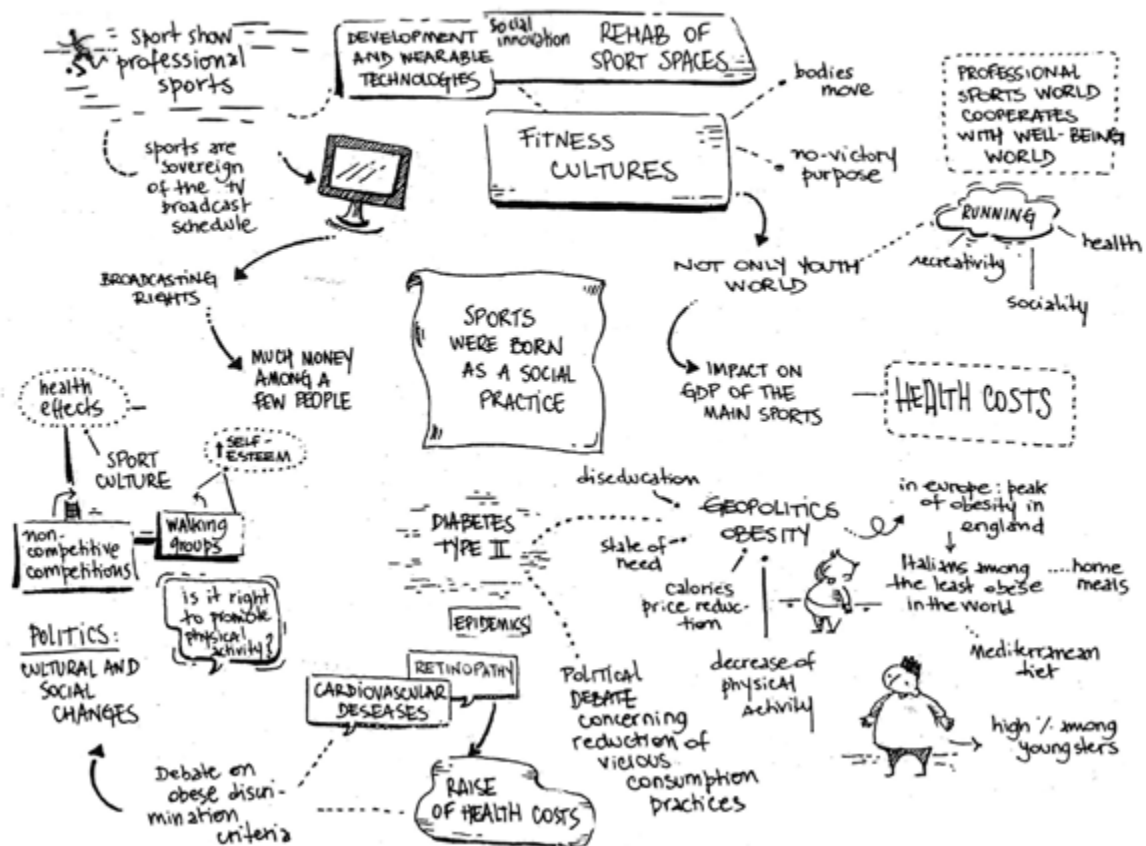 sport show
professional
sports
DEVELOPMENT
AND WEARABLE
TECHNOLOGIES
social
innovation
REHAB OF
SPORT SPACES
bodies
move
PROFESSIONAL
SPORTS WORLD
COOPERATES
WITH WELL-BEING
WORLD
FITNESS
CULTURES
no-victory
purpose
sports are
sovereign
of the TV
broadcast
schedule
RUNNING
health
recreativity
sociality
NOT ONLY YOUTH
WORLD
BROADCASTING
RIGHTS
MUCH MONEY
AMONG A
FEW PEOPLE
SPORTS
WERE BORN
AS A SOCIAL
PRACTICE
IMPACT ON
GDP OF THE
MAIN SPORTS
HEALTH COSTS
health
effects
SPORT
CULTURE
SELF-
ESTEEM
non-
competitive
competitions
WALKING
GROUPS
is it right
to promote
physical
activity?
POLITICS:
CULTURAL AND
SOCIAL
CHANGES
DIABETES
TYPE II
diseducation
GEOPOLITICS
OBESITY
state of
need
calories
price reduc-
tion
decrease of
physical
activity
in europe: peak
of obesity in
england
Italians among
the least obese
in the world
home
meals
Mediterranean
tiet
high % among
youngsters
EPIDEMICS
RETINOPATHY
CARDIOVASCULAR
DESEASES
POLITICAL
DEBATE
concerning
reduction of
vicious
consumption
practices
Debate on
obese discri-
mination
criteria
RAISE
OF HEALTH COSTS